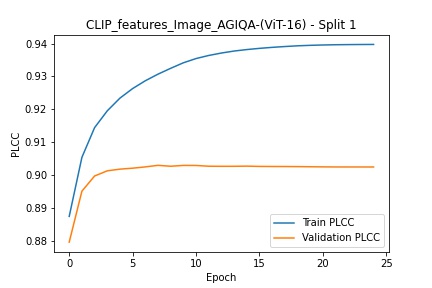 CLIP_features_Image_AGIQA-(ViT-16) - Split 1
0.94
0.93
0.92
0.91
0.90
0.89
0.88
PLCC
Train PLCC
Validation PLCC
0 5 10 15 20 25
Epoch